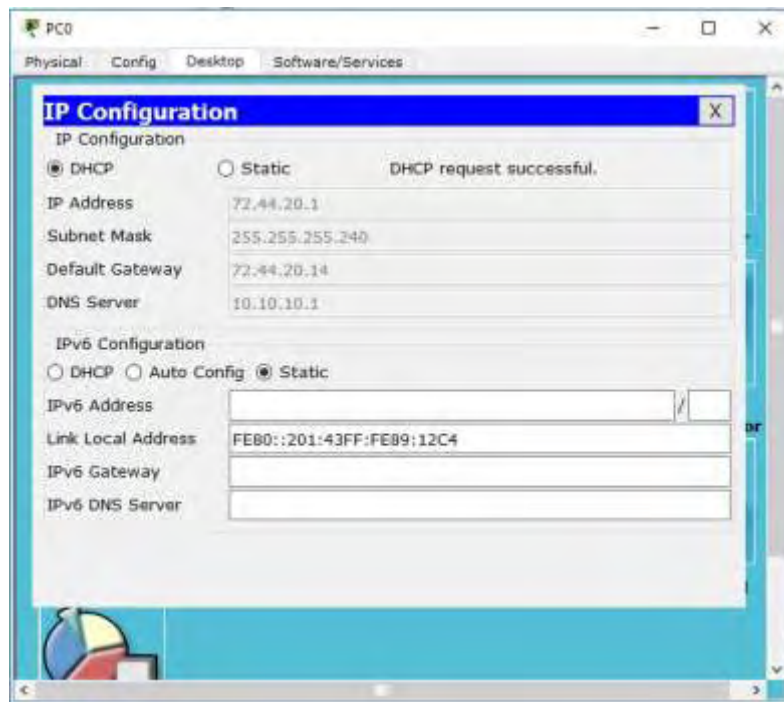 PC0
Physical Config Desktop Software/Services
IP Configuration X
IP Configuration
DHCP Static DHCP request successful.
IP Address 72.44.20.1
Subnet Mask 255.255.255.240
Default Gateway 72.44.20.14
DNS Server 10.10.10.1
IPv6 Configuration
DHCP Auto Config Static
IPv6 Address /
Link Local Address FE80::201:43FF:FE89:12C4
IPv6 Gateway
IPv6 DNS Server
or